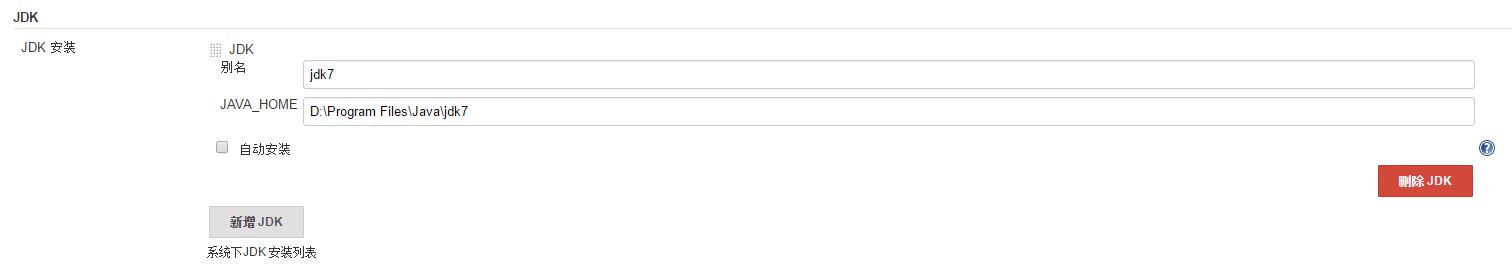 JDK
JDK 安装
JDK
别名
jdk7
JAVA_HOME
D:\Program Files\Java\jdk7
自动安装
?
删除 JDK
新增 JDK
系统下JDK 安装列表